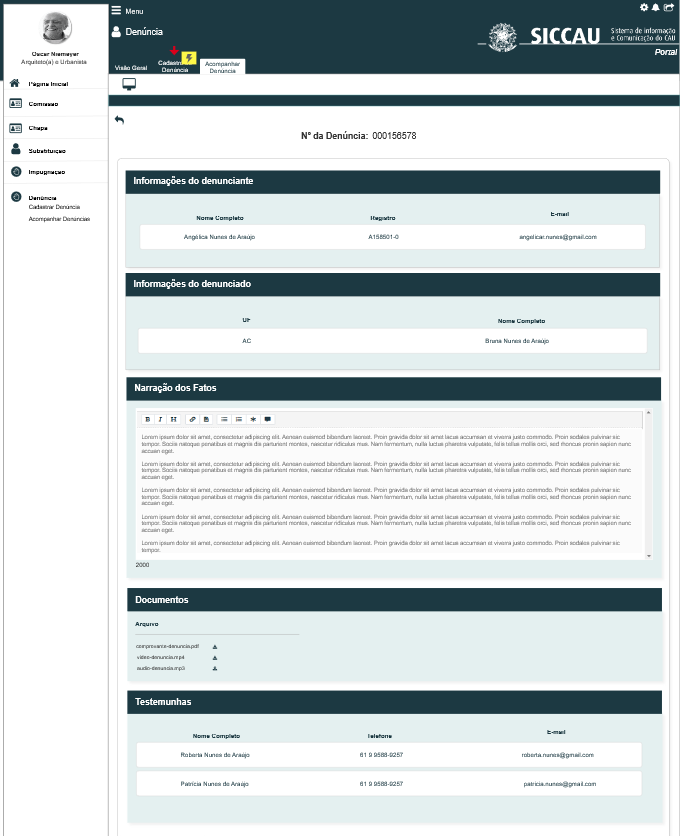 Menu
Denúncia
SICCAU
Sistema de Informação
e Comunicação do CAU
Portal
Visão Geral
Denúncia
Acompanhar
Denúncia
Oscar Niemeyer
Arquiteto(a) e Urbanista
Página Inicial
Comissão
Chapa
Substituição
Impugnação
Denúncia
Cadastrar Denúncia
Acompanhar Denúncias
Nº da Denúncia: 000156578
Informações do denunciante
Nome Completo Registro E-mail
Angélica Nunes de Araújo A158501-0 angelicar.nunes@gmail.com
Informações do denunciado
UF Nome Completo
AC Bruna Nunes de Araújo
Narração dos Fatos
B I H
Lorem ipsum dolor sit amet, consectetur adipiscing elit. Aenean euismod bibendum laoreet. Proin gravida dolor sit amet lacus accumsan et viverra justo commodo. Proin sodales pulvinar sic
tempor. Sociis natoque penatibus et magnis dis parturient montes, nascetur ridiculus mus. Nam fermentum, nulla luctus pharetra vulputate, felis tellus mollis orci, sed rhoncus pronin sapien nunc
accuan eget.
Lorem ipsum dolor sit amet, consectetur adipiscing elit. Aenean euismod bibendum laoreet. Proin gravida dolor sit amet lacus accumsan et viverra justo commodo. Proin sodales pulvinar sic
tempor. Sociis natoque penatibus et magnis dis parturient montes, nascetur ridiculus mus. Nam fermentum, nulla luctus pharetra vulputate, felis tellus mollis orci, sed rhoncus pronin sapien nunc
accuan eget.
Lorem ipsum dolor sit amet, consectetur adipiscing elit. Aenean euismod bibendum laoreet. Proin gravida dolor sit amet lacus accumsan et viverra justo commodo. Proin sodales pulvinar sic
tempor. Sociis natoque penatibus et magnis dis parturient montes, nascetur ridiculus mus. Nam fermentum, nulla luctus pharetra vulputate, felis tellus mollis orci, sed rhoncus pronin sapien nunc
accuan eget.
Lorem ipsum dolor sit amet, consectetur adipiscing elit. Aenean euismod bibendum laoreet. Proin gravida dolor sit amet lacus accumsan et viverra justo commodo. Proin sodales pulvinar sic
tempor. Sociis natoque penatibus et magnis dis parturient montes, nascetur ridiculus mus. Nam fermentum, nulla luctus pharetra vulputate, felis tellus mollis orci, sed rhoncus pronin sapien nunc
accuan eget.
Lorem ipsum dolor sit amet, consectetur adipiscing elit. Aenean euismod bibendum laoreet. Proin gravida dolor sit amet lacus accumsan et viverra justo commodo. Proin sodales pulvinar sic
tempor.
2000
Documentos
Arquivo
comprovante-denuncia.pdf
video-denuncia.mp4
audio-denuncia.mp3
Testemunhas
Nome Completo Telefone E-mail
Roberta Nunes de Araújo 61 9 9588-9257 roberta.nunes@gmail.com
Patrícia Nunes de Araújo 61 9 9588-9257 patricia.nunes@gmail.com